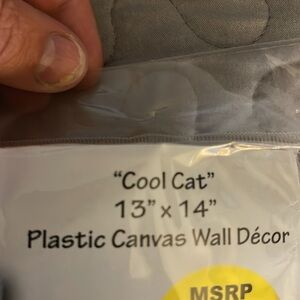 “Cool Cat”
13” x 14”
Plastic Canvas Wall Décor
MSRP